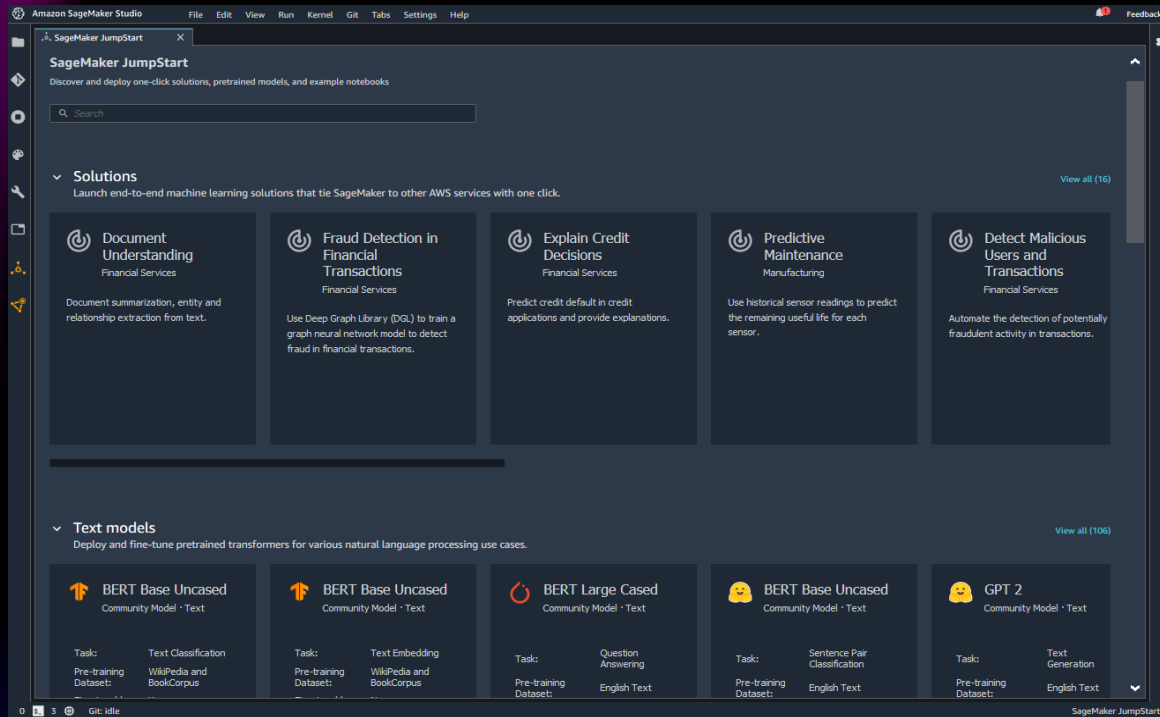 Amazon SageMaker Studio File Edit View Run Kernel Git Tabs Settings Help 1 Feedback
SageMaker JumpStart X
SageMaker JumpStart
Discover and deploy one-click solutions, pretrained models, and example notebooks
Search
Solutions
Launch end-to-end machine learning solutions that tie SageMaker to other AWS services with one click.
View all (16)
Document
Understanding
Financial Services
Document summarization, entity and
relationship extraction from text.
Fraud Detection in
Financial
Transactions
Financial Services
Use Deep Graph Library (DGL) to train a
graph neural network model to detect
fraud in financial transactions.
Explain Credit
Decisions
Financial Services
Predict credit default in credit
applications and provide explanations.
Predictive
Maintenance
Manufacturing
Use historical sensor readings to predict
the remaining useful life for each
sensor.
Detect Malicious
Users and
Transactions
Financial Services
Automate the detection of potentially
fraudulent activity in transactions.
Text models
Deploy and fine-tune pretrained transformers for various natural language processing use cases.
View all (106)
BERT Base Uncased
Community Model · Text
Task: Text Classification
Pre-training WikiPedia and
Dataset: BookCorpus
BERT Base Uncased
Community Model · Text
Task: Text Embedding
Pre-training WikiPedia and
Dataset: BookCorpus
BERT Large Cased
Community Model · Text
Task: Question
Answering
Pre-training English Text
Dataset:
BERT Base Uncased
Community Model · Text
Task: Sentence Pair
Classification
Pre-training English Text
Dataset:
GPT 2
Community Model · Text
Task: Text
Generation
Pre-training English Text
Dataset:
0 $_ 3 Git: idle SageMaker JumpStart